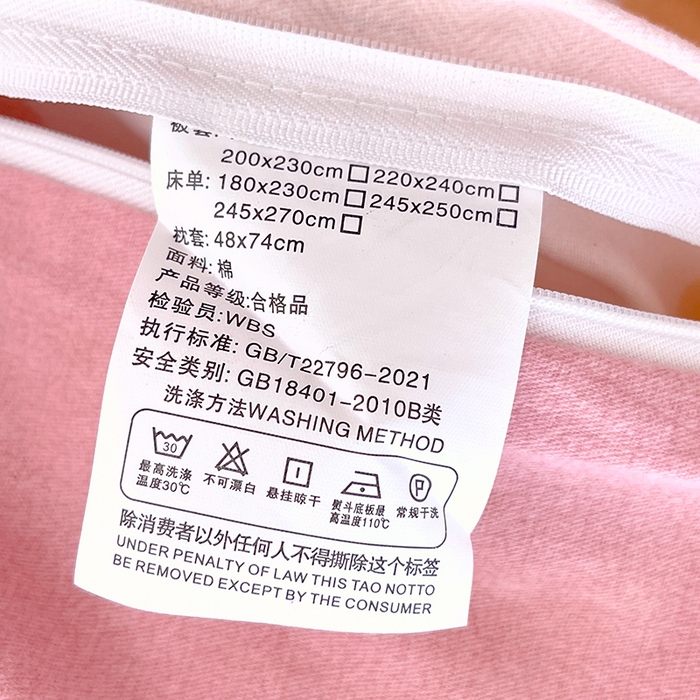 被套:
200x230cm□220x240cm□
床单: 180x230cm□245x250cm□
245x270cm□
枕套: 48x74cm
面料: 棉
产品等级:合格品
检验员:WBS
执行标准: GB/T22796-2021
安全类别: GB18401-2010B类
洗涤方法WASHING METHOD
30 P
最高洗涤 不可漂白 悬挂晾干 熨斗底板最 常规干洗
温度30℃ 高温度110℃
除消费者以外任何人不得撕除这个标签
UNDER PENALTY OF LAW THIS TAO NOTTO
BE REMOVED EXCEPT BY THE CONSUMER